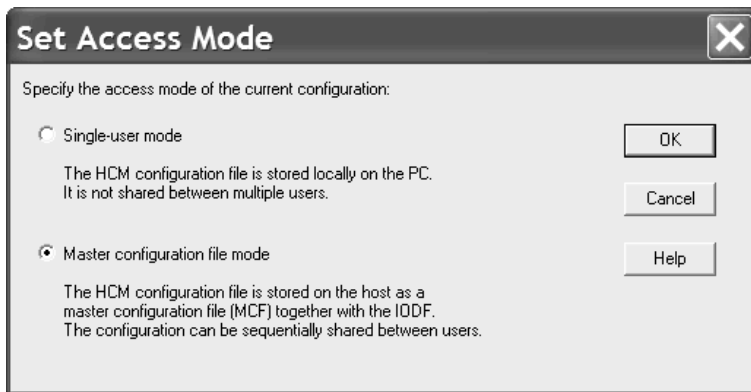 Set Access Mode
Specify the access mode of the current configuration:
Single-user mode
OK
The HCM configuration file is stored locally on the PC.
It is not shared between multiple users.
Cancel
Master configuration file mode
Help
The HCM configuration file is stored on the host as a
master configuration file (MCF) together with the IODF.
The configuration can be sequentially shared between users.